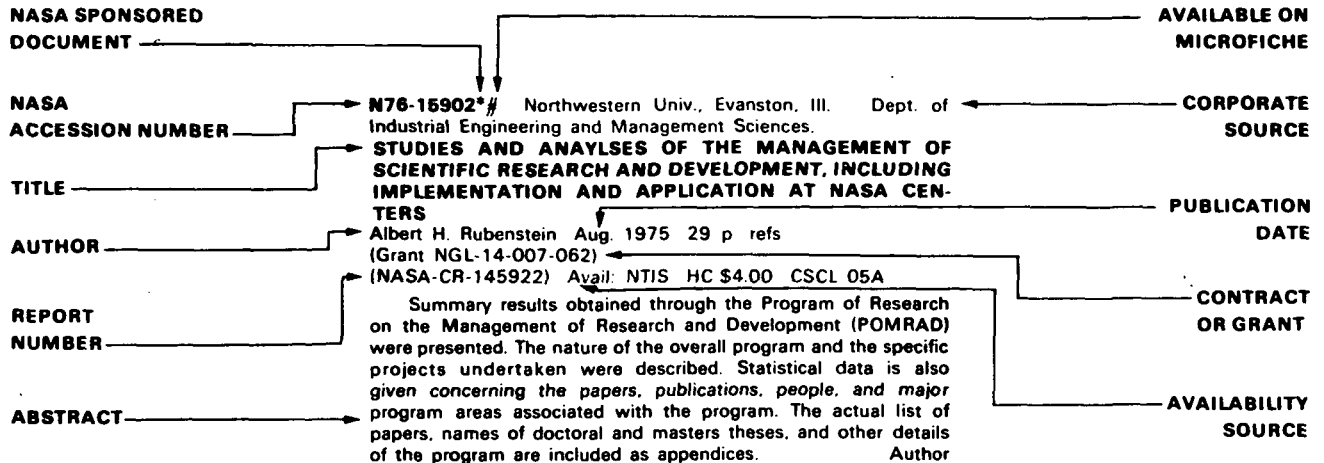 NASA SPONSORED
DOCUMENT
AVAILABLE ON
MICROFICHE
NASA
ACCESSION NUMBER
N76-15902*# Northwestern Univ., Evanston, Ill. Dept. of
Industrial Engineering and Management Sciences.
CORPORATE
SOURCE
TITLE
STUDIES AND ANAYLSES OF THE MANAGEMENT OF
SCIENTIFIC RESEARCH AND DEVELOPMENT, INCLUDING
IMPLEMENTATION AND APPLICATION AT NASA CEN-
TERS
PUBLICATION
DATE
AUTHOR
Albert H. Rubenstein Aug. 1975 29 p refs
(Grant NGL-14-007-062)
(NASA-CR-145922) Avail: NTIS HC $4.00 CSCL 05A
CONTRACT
OR GRANT
REPORT
NUMBER
Summary results obtained through the Program of Research
on the Management of Research and Development (POMRAD)
were presented. The nature of the overall program and the specific
projects undertaken were described. Statistical data is also
given concerning the papers, publications, people, and major
program areas associated with the program. The actual list of
papers, names of doctoral and masters theses, and other details
of the program are included as appendices. Author
ABSTRACT
AVAILABILITY
SOURCE